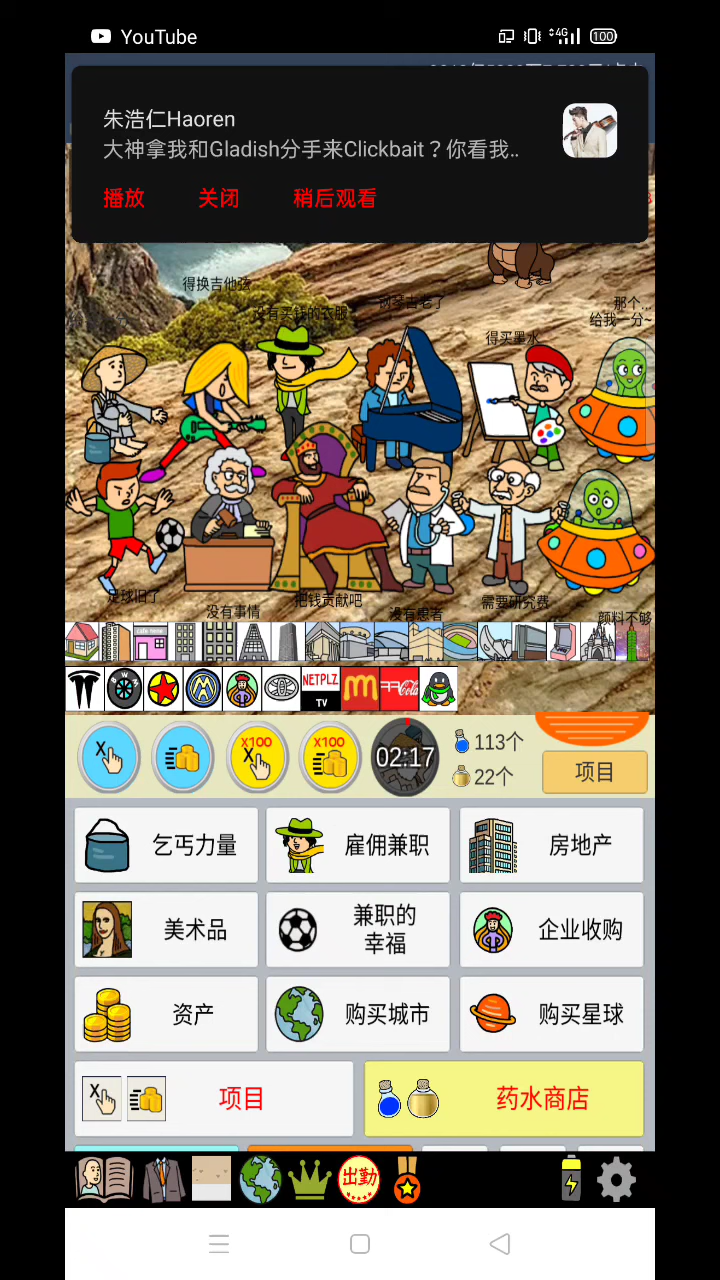 YouTube
4G
100
朱浩仁Haoren
大神拿我和Gladish分手来Clickbait？你看我..
播放 关闭 稍后观看
得换吉他弦
没有买钱的衣服
钢琴古老了
那个...
给我一分~
得买墨水
足球旧了
没有事情
把钱贡献吧
没有患者
需要研究费
颜料不够
NETPLZ
TV
X
X100
X100
02:17
113个
22个
项目
乞丐力量
雇佣兼职
房地产
美术品
兼职的
幸福
企业收购
资产
购买城市
购买星球
X
项目
药水商店
出勤